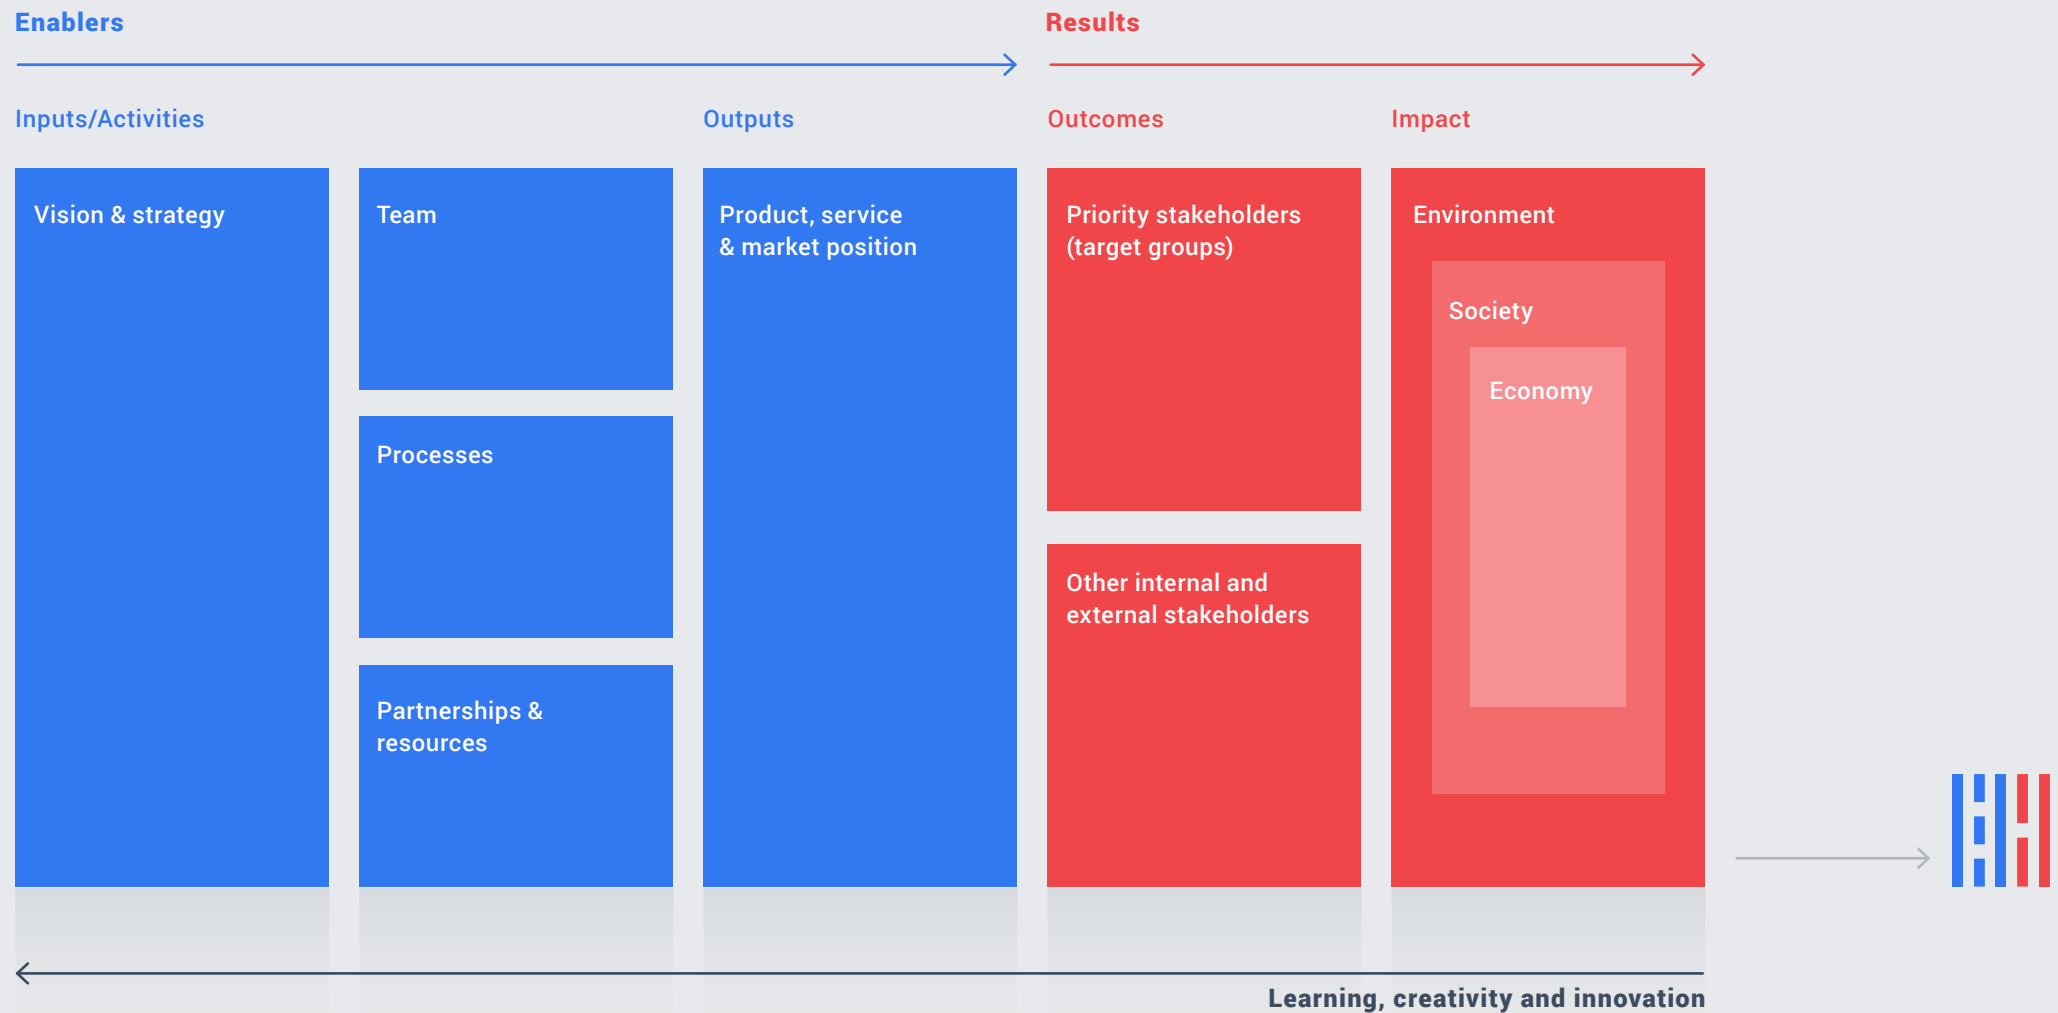 Enablers
Results
Inputs/Activities
Outputs
Outcomes
Impact
Vision & strategy
Team
Processes
Partnerships &
resources
Product, service
& market position
Priority stakeholders
(target groups)
Other internal and
external stakeholders
Environment
Society
Economy
Learning, creativity and innovation